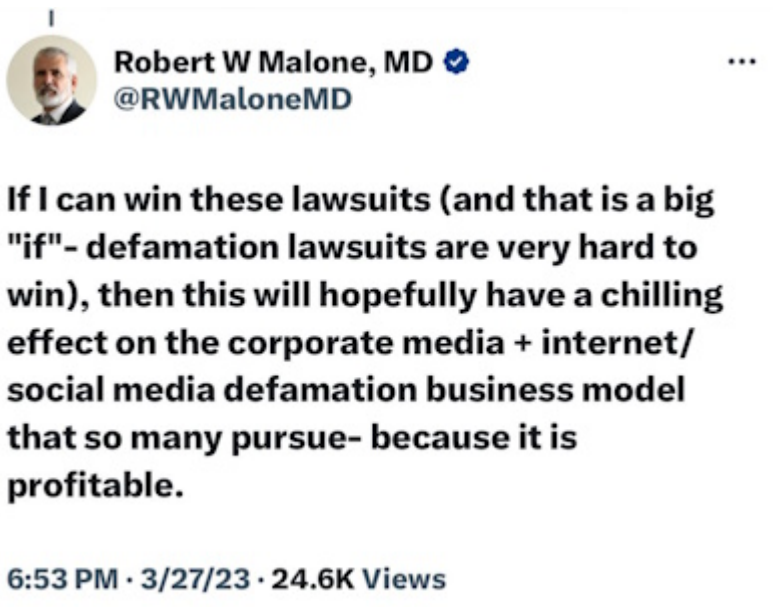 Robert W Malone, MD
@RWMaloneMD
If I can win these lawsuits (and that is a big
"if"- defamation lawsuits are very hard to
win), then this will hopefully have a chilling
effect on the corporate media + internet/
social media defamation business model
that so many pursue- because it is
profitable.
6:53 PM · 3/27/23 · 24.6K Views